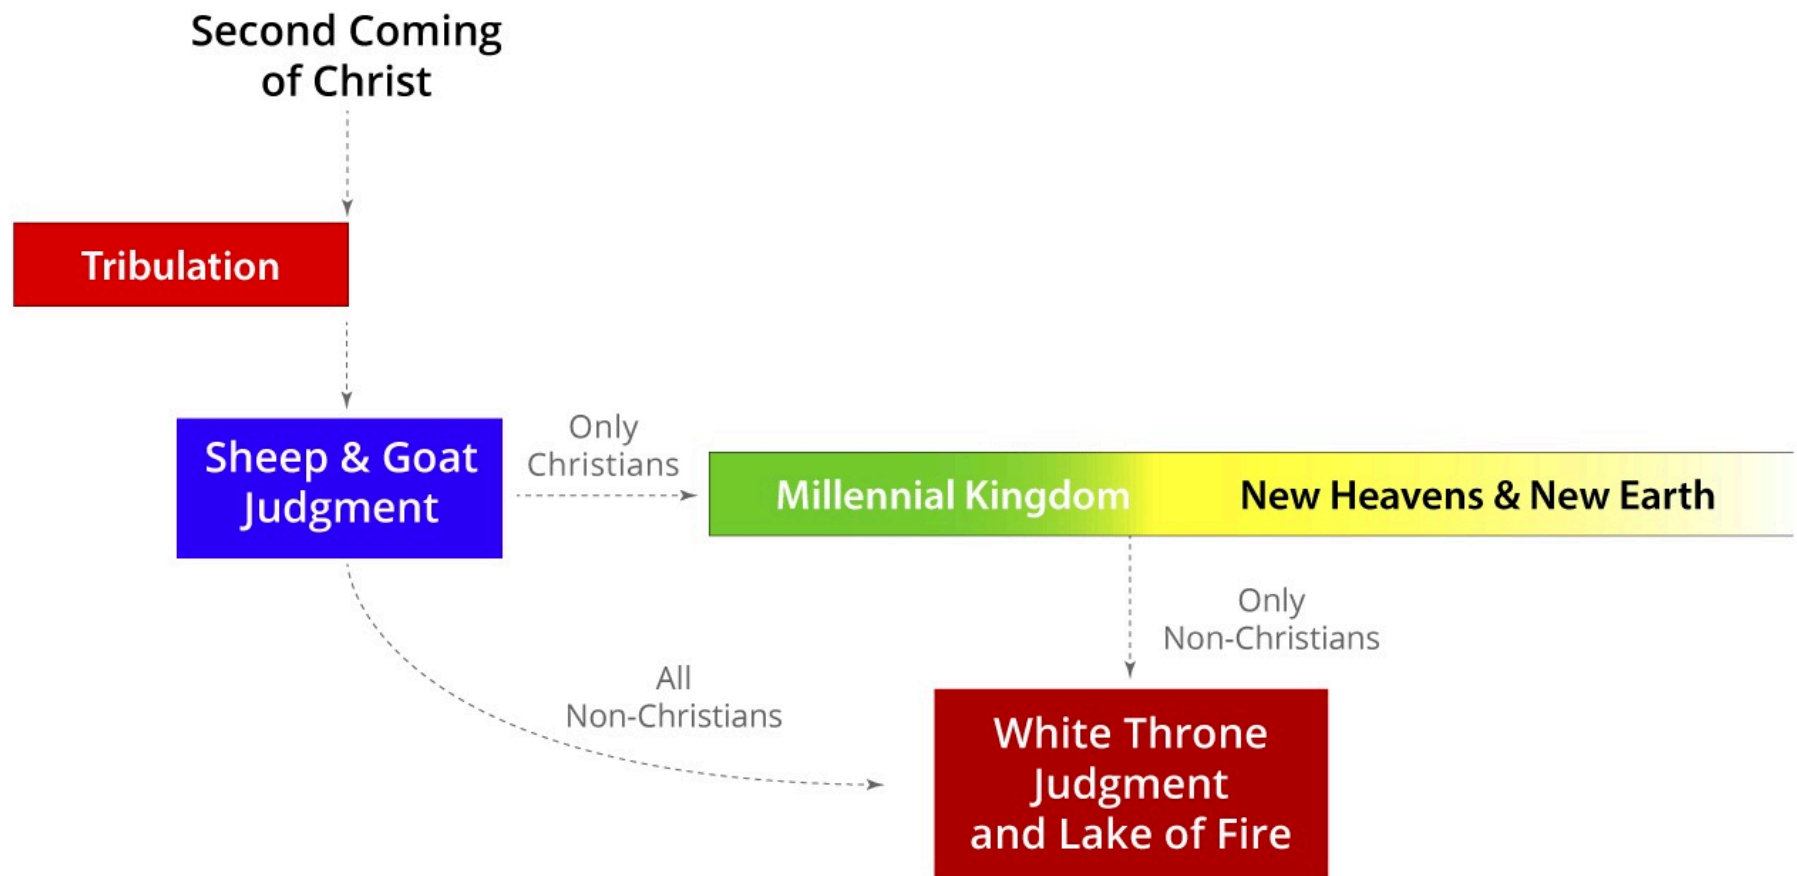 Second Coming
of Christ
Tribulation
Sheep & Goat
Judgment
Only
Christians
Millennial Kingdom
New Heavens & New Earth
Only
Non-Christians
All
Non-Christians
White Throne
Judgment
and Lake of Fire